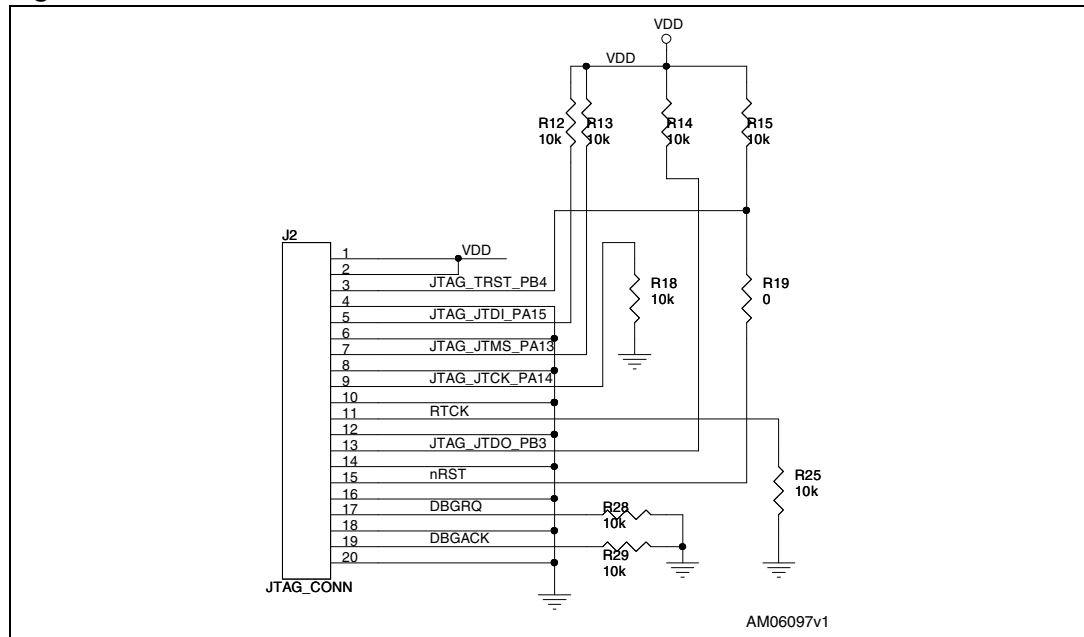 VDD
VDD
R12
10k
R13
10k
R14
10k
R15
10k
J2
1
VDD
2
3
JTAG_TRST_PB4
R18
10k
R19
0
4
5
JTAG_JTDI_PA15
6
7
JTAG_JTMS_PA13
8
9
JTAG_JTCK_PA14
10
11
RTCK
12
13
JTAG_JTDO_PB3
14
15
nRST
R25
10k
16
17
DBGRQ
R28
10k
18
19
DBGACK
R29
10k
20
JTAG_CONN
AM06097v1